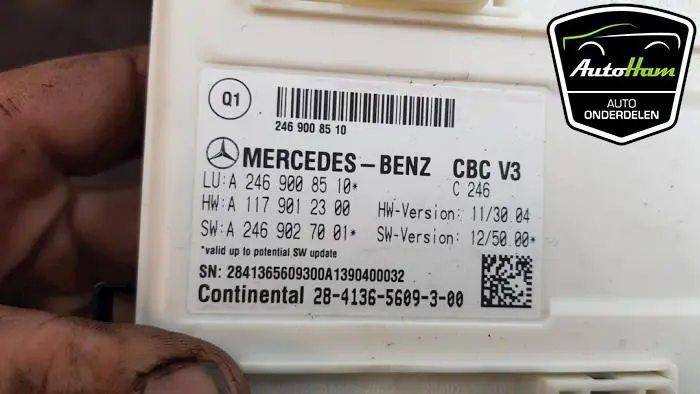 AutoHam
AUTO
ONDERDELEN
Q1
246 900 85 10
MERCEDES-BENZ CBC V3
LU:A 246 900 85 10* C 246
HW:A 117 901 23 00 HW-Version: 11/30.04
SW:A 246 902 70 01* SW-Version: 12/50.00*
*valid up to potential SW update
SN: 2841365609300A1390400032
Continental 28-4136-5609-3-00